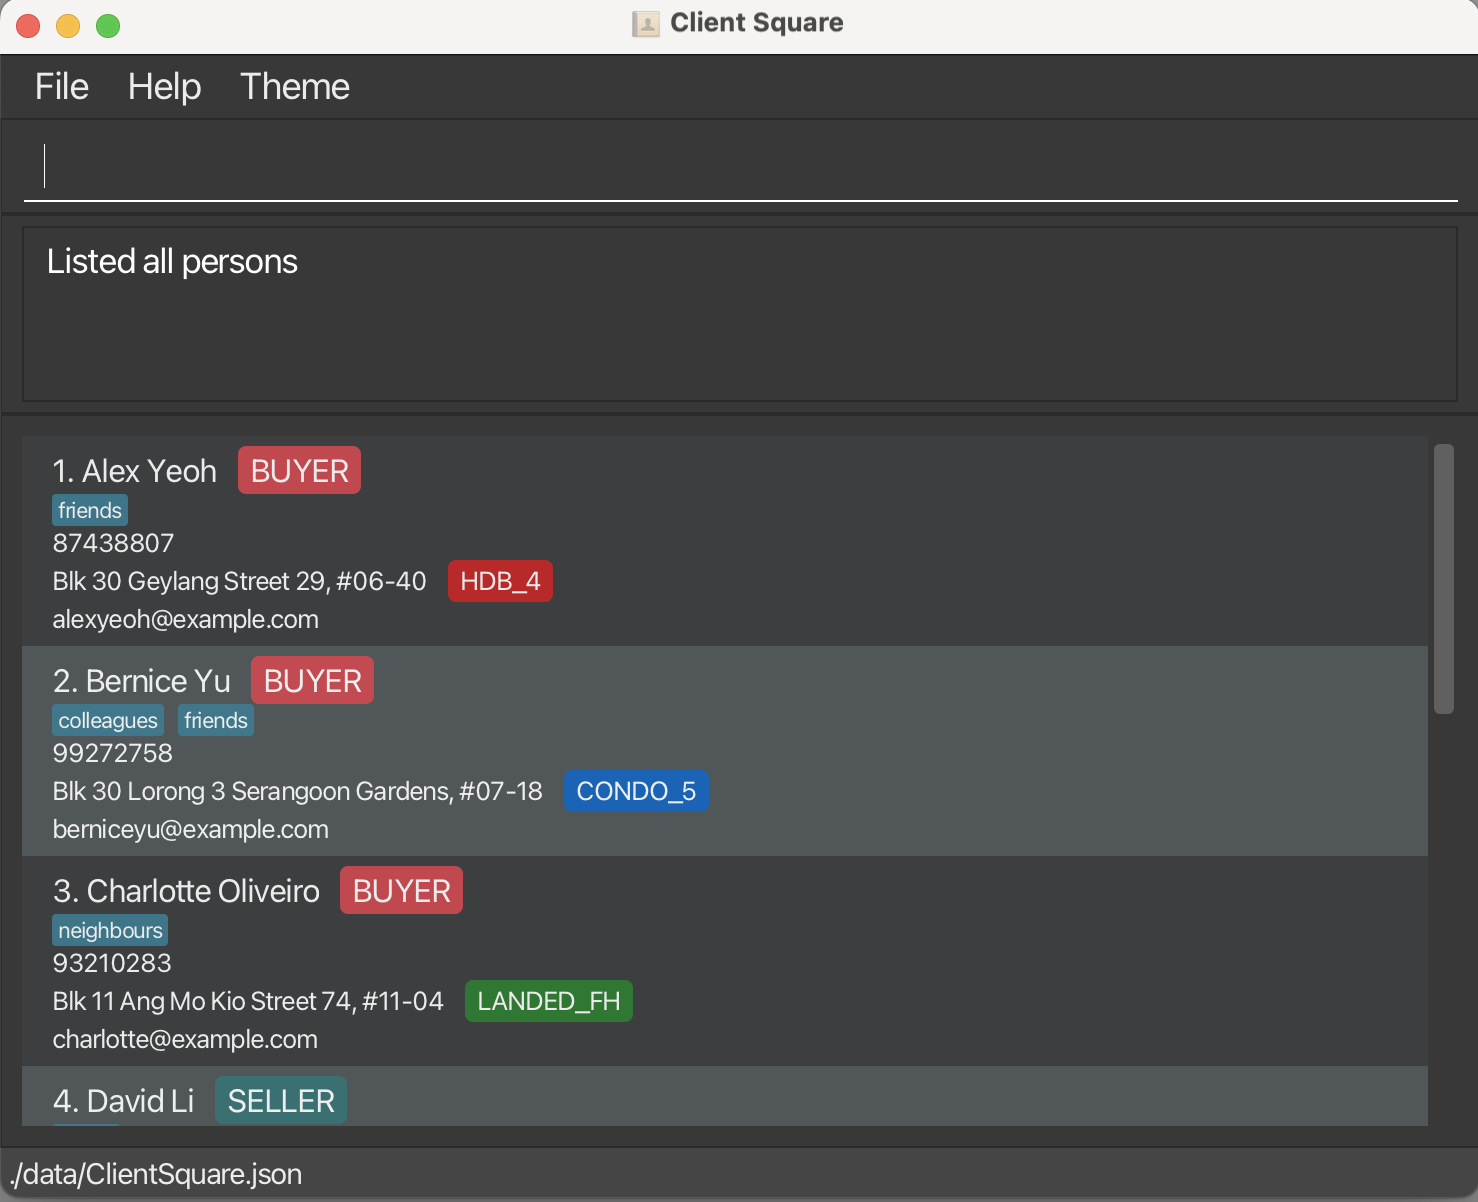 Client Square
File Help Theme
Listed all persons
1. Alex Yeoh BUYER
friends
87438807
Blk 30 Geylang Street 29, #06-40 HDB_4
alexyeoh@example.com
2. Bernice Yu BUYER
colleagues friends
99272758
Blk 30 Lorong 3 Serangoon Gardens, #07-18 CONDO_5
berniceyu@example.com
3. Charlotte Oliveiro BUYER
neighbours
93210283
Blk 11 Ang Mo Kio Street 74, #11-04 LANDED_FH
charlotte@example.com
4. David Li SELLER
./data/ClientSquare.json